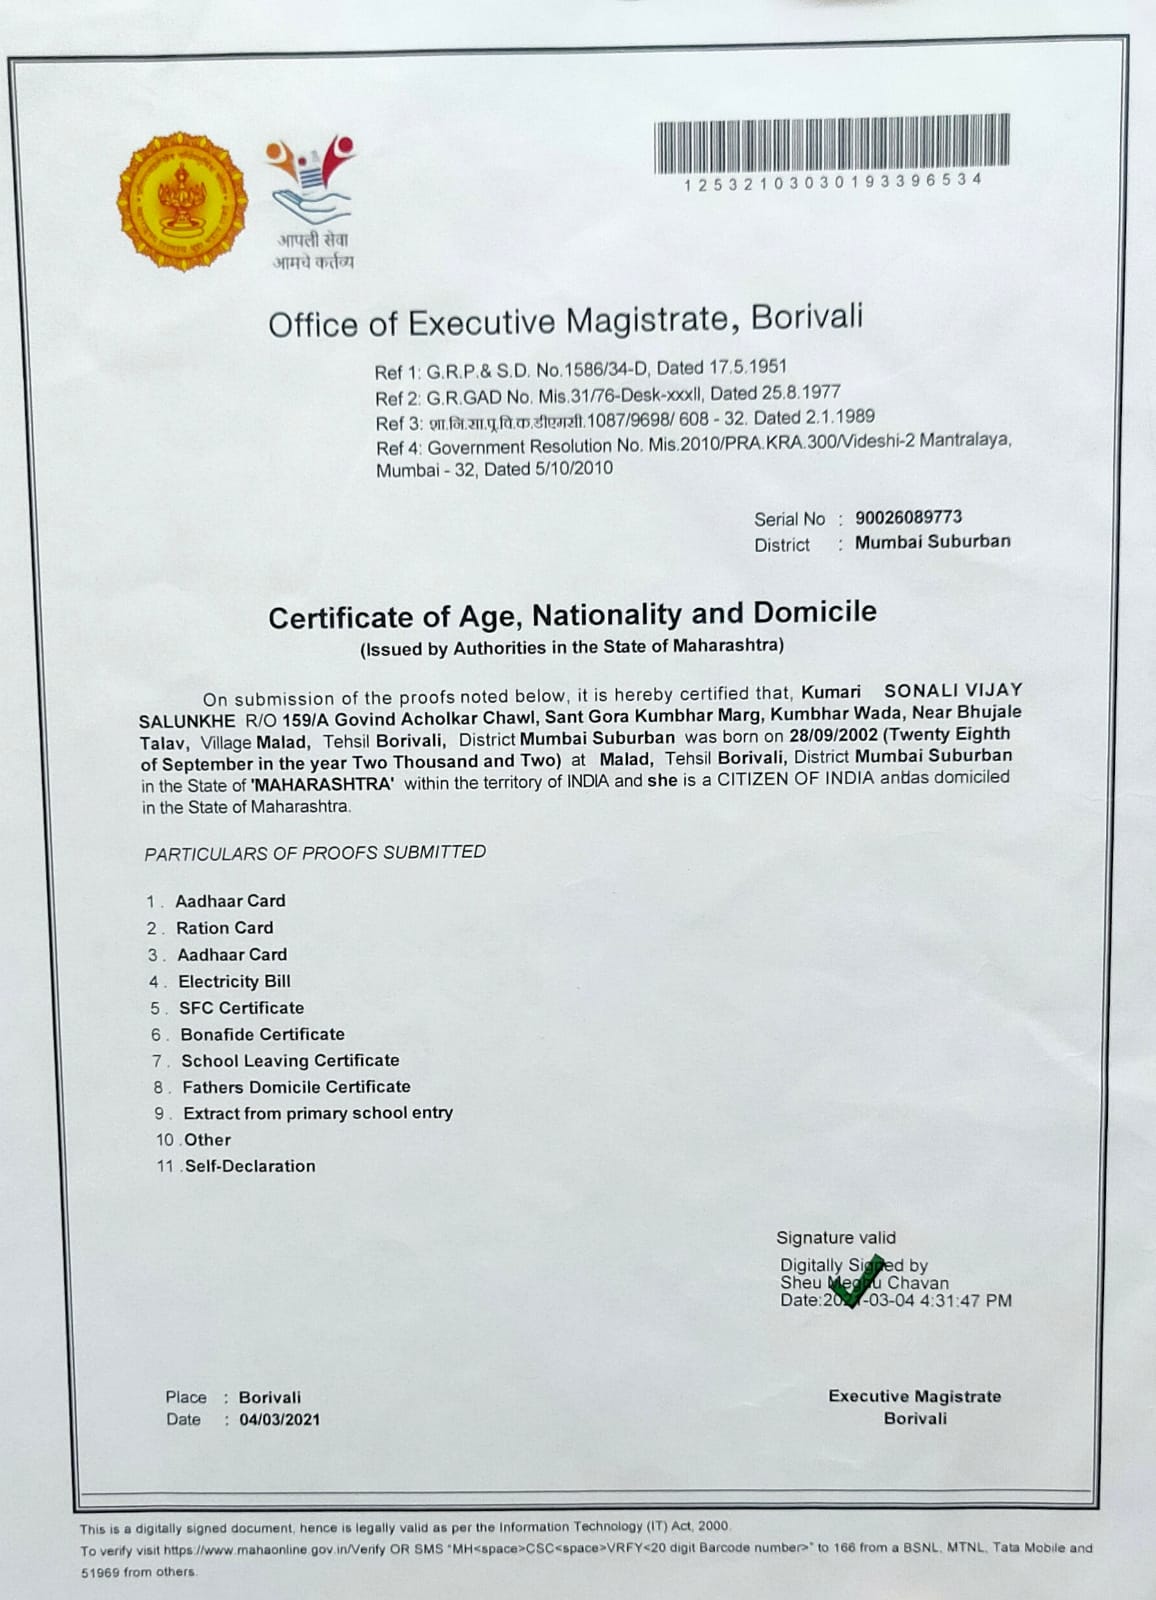 12532103030193396534
आपली सेवा
आमचे कर्तव्य
Office of Executive Magistrate, Borivali
Ref 1: G.R.P.& S.D. No.1586/34-D, Dated 17.5.1951
Ref 2: G.R.GAD No. Mis.31/76-Desk-xxxII, Dated 25.8.1977
Ref 3: शा.नि.सा.प्र.वि.क.डीएमसी.1087/9698/ 608 - 32. Dated 2.1.1989
Ref 4: Government Resolution No. Mis.2010/PRA.KRA.300/Videshi-2 Mantralaya,
Mumbai - 32, Dated 5/10/2010
Serial No : 90026089773
District : Mumbai Suburban
Certificate of Age, Nationality and Domicile
(Issued by Authorities in the State of Maharashtra)
On submission of the proofs noted below, it is hereby certified that, Kumari SONALI VIJAY
SALUNKHE R/O 159/A Govind Acholkar Chawl, Sant Gora Kumbhar Marg, Kumbhar Wada, Near Bhujale
Talav, Village Malad, Tehsil Borivali, District Mumbai Suburban was born on 28/09/2002 (Twenty Eighth
of September in the year Two Thousand and Two) at Malad, Tehsil Borivali, District Mumbai Suburban
in the State of 'MAHARASHTRA' within the territory of INDIA and she is a CITIZEN OF INDIA andas domiciled
in the State of Maharashtra.
PARTICULARS OF PROOFS SUBMITTED
1 . Aadhaar Card
2 . Ration Card
3 . Aadhaar Card
4 . Electricity Bill
5 . SFC Certificate
6 . Bonafide Certificate
7 . School Leaving Certificate
8 . Fathers Domicile Certificate
9 . Extract from primary school entry
10 .Other
11 .Self-Declaration
Signature valid
Digitally Signed by
Sheu Chavan
Date:2021-03-04 4:31:47 PM
Place : Borivali
Date : 04/03/2021
Executive Magistrate
Borivali
This is a digitally signed document, hence is legally valid as per the Information Technology (IT) Act, 2000.
To verify visit https://www.mahaonline.gov.in/Verify OR SMS "MH<space>CSC<space>VRFY<20 digit Barcode number>" to 166 from a BSNL, MTNL, Tata Mobile and
51969 from others.